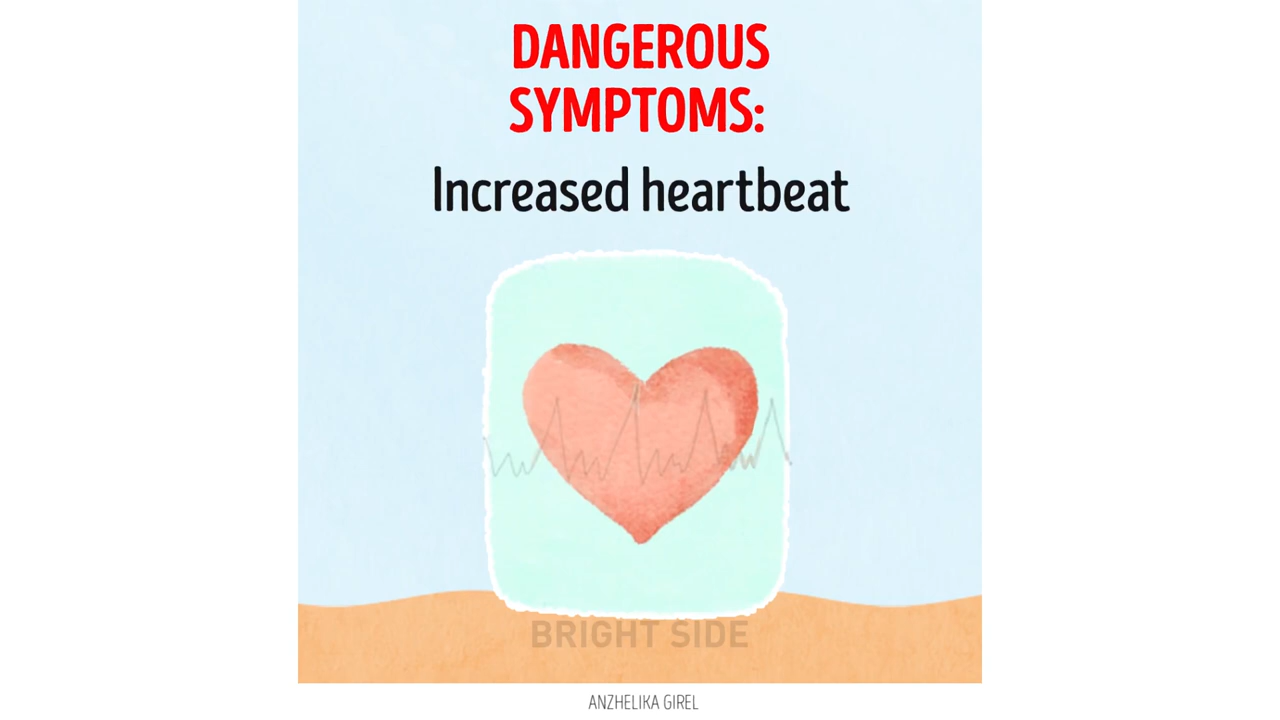 DANGEROUS
SYMPTOMS:
Increased heartbeat
BRIGHT SIDE
ANZHELIKA GIREL